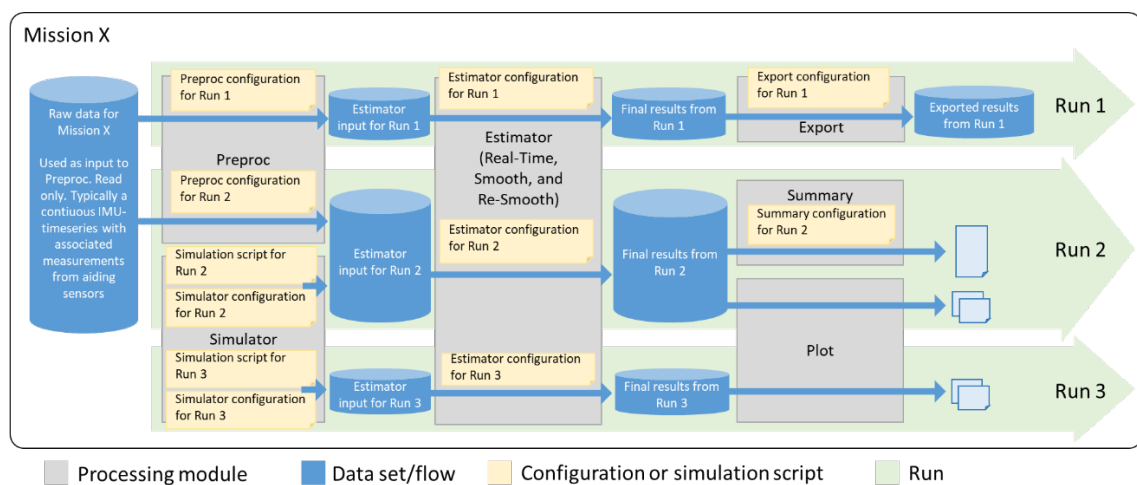 Mission X
Raw data for
Mission X
Used as input to
Preproc. Read
only. Typically a
contiuous IMU-
timeseries with
associated
measurements
from aiding
sensors
Preproc configuration
for Run 1
Estimator
input for Run 1
Estimator configuration
for Run 1
Final results from
Run 1
Export configuration
for Run 1
Export
Exported results
from Run 1
Run 1
Preproc
Preproc configuration
for Run 2
Simulation script for
Run 2
Simulator configuration
for Run 2
Estimator
input for Run 2
Estimator
(Real-Time,
Smooth, and
Re-Smooth)
Estimator configuration
for Run 2
Final results from
Run 2
Summary
Summary configuration
for Run 2
Run 2
Simulator
Simulation script for
Run 3
Simulator configuration
for Run 3
Estimator
input for Run 3
Estimator configuration
for Run 3
Final results from
Run 3
Plot
Run 3
Processing module
Data set/flow
Configuration or simulation script
Run